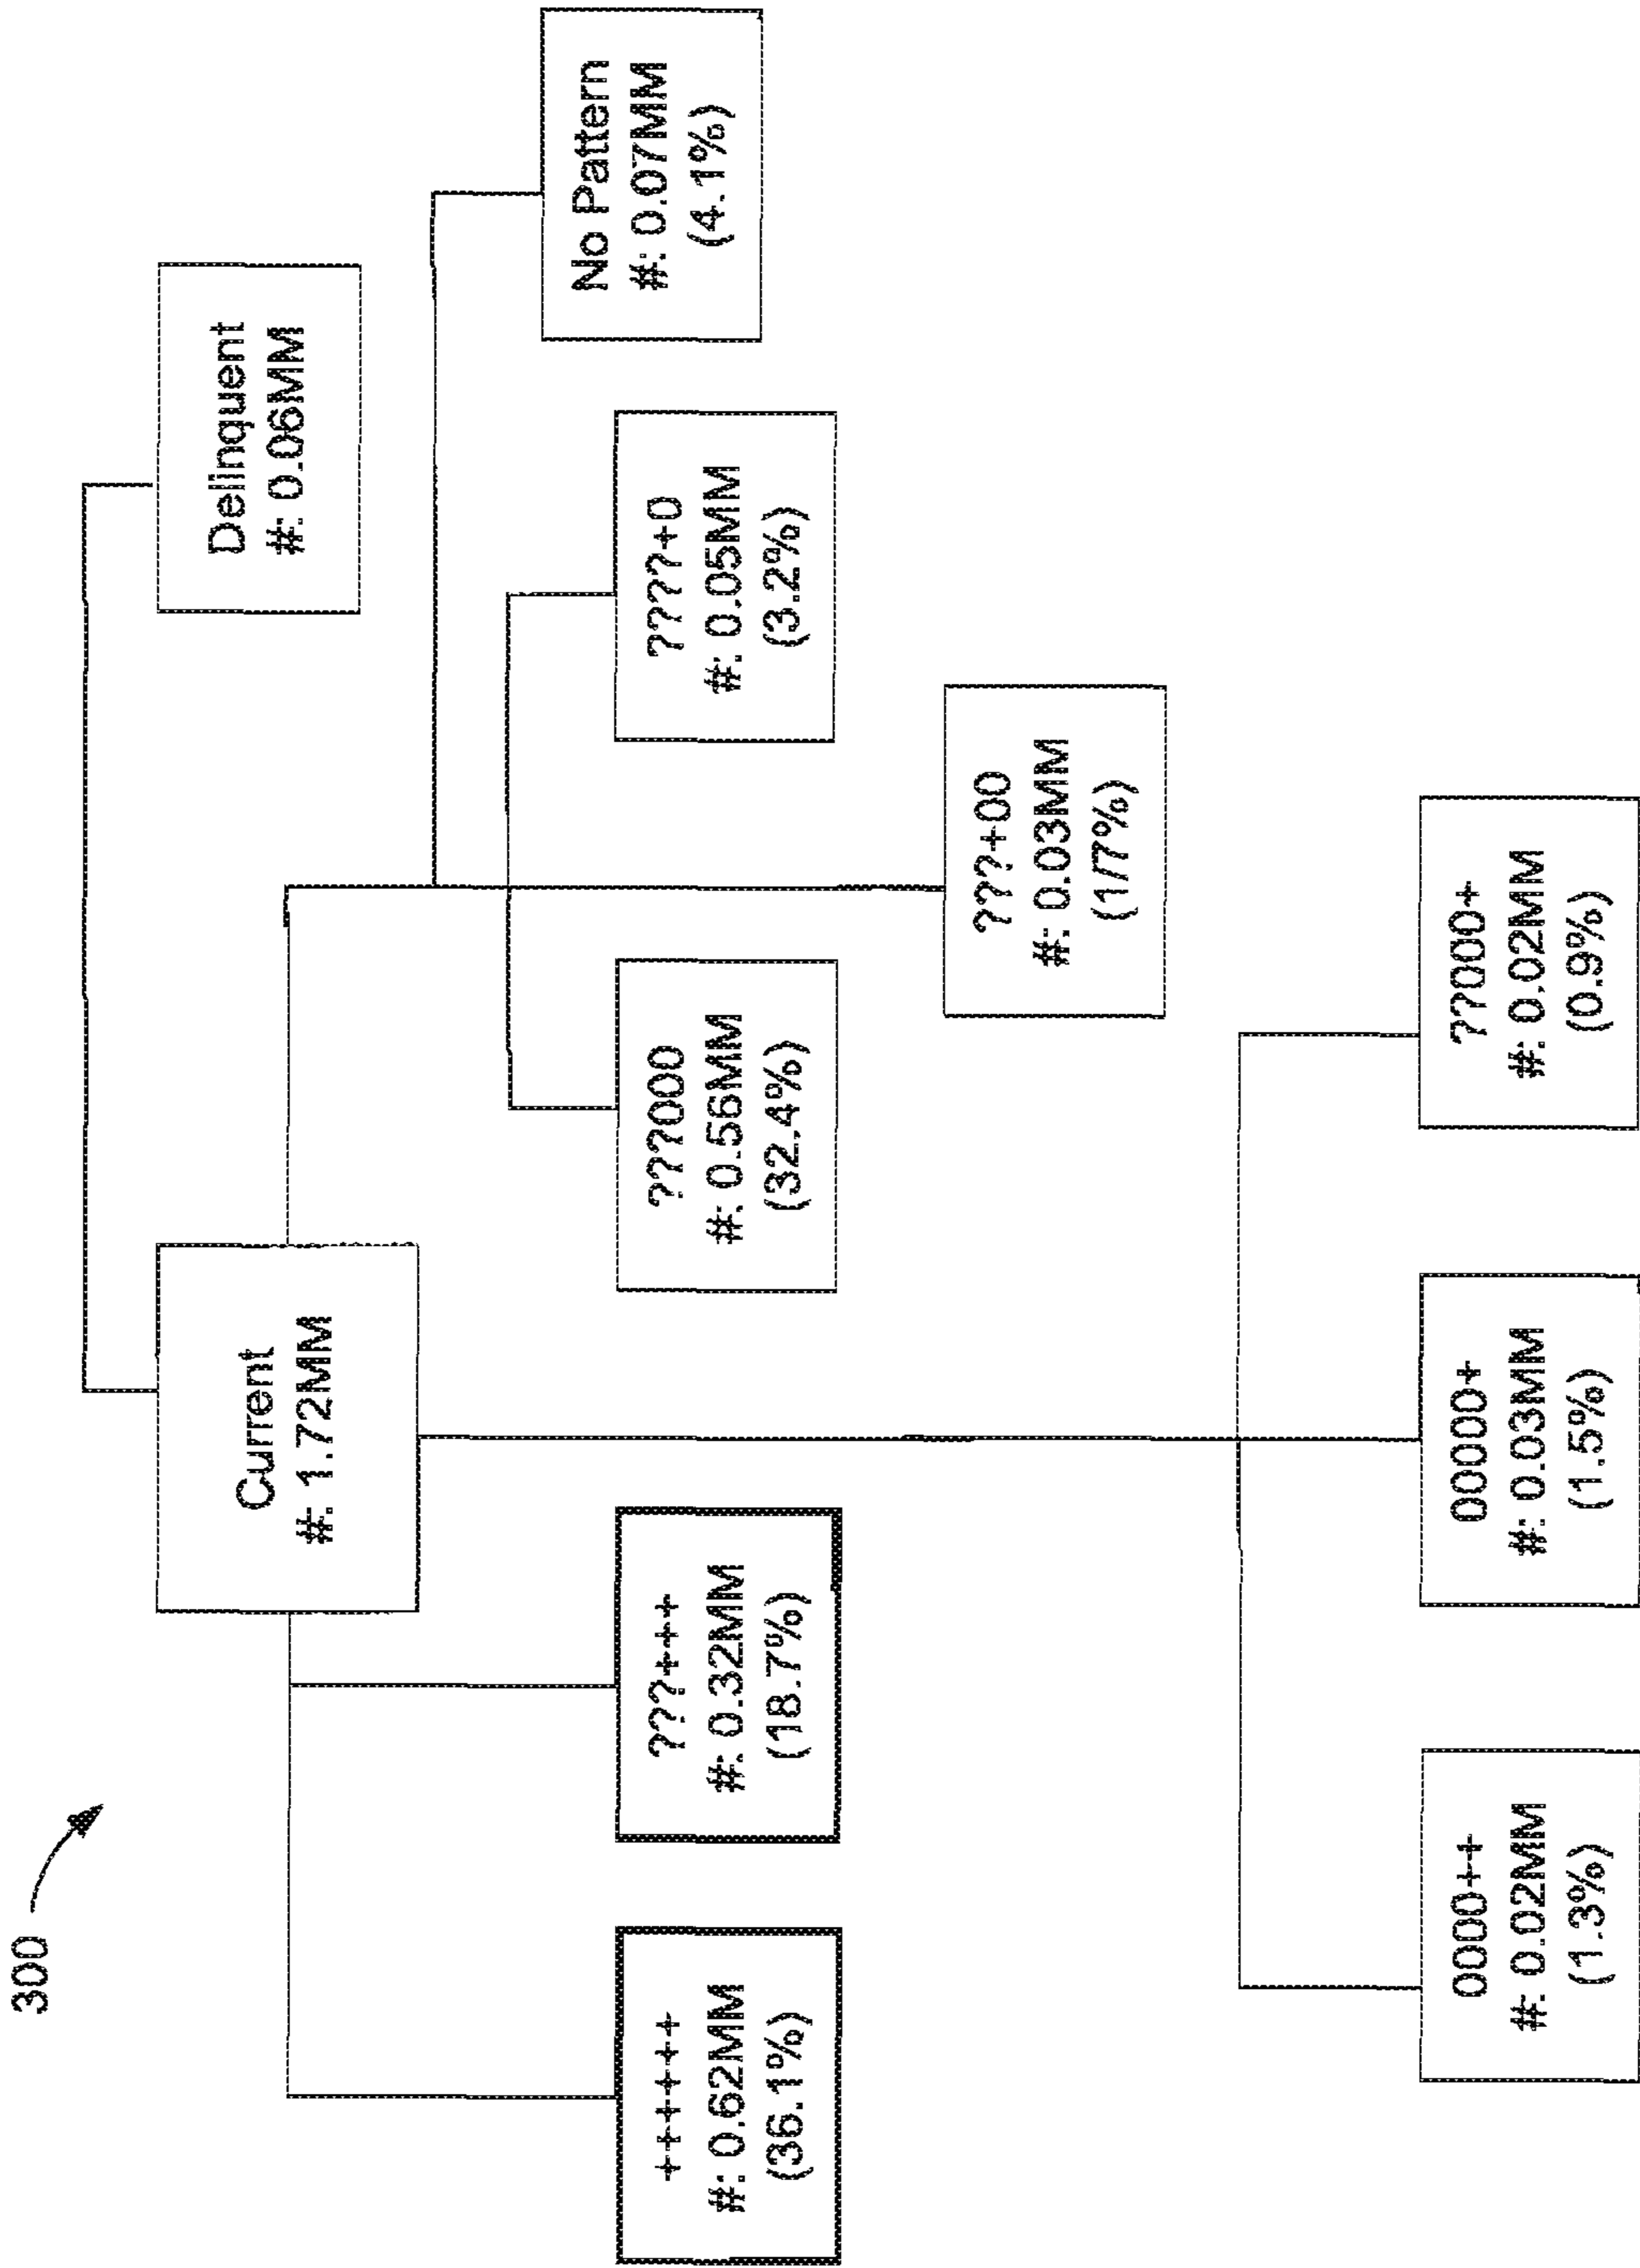 300
Current
#: 1.72MM
Delinquent
#: 0.06MM
++++++
#: 0.62MM
(36.1%)
???+++
#: 0.32MM
(18.7%)
???000
#: 0.56MM
(32.4%)
????+0
#: 0.05MM
(3.2%)
No Pattern
#: 0.07MM
(4.1%)
???+00
#: 0.03MM
(1/7%)
0000++
#: 0.02MM
(1.3%)
00000+
#: 0.03MM
(1.5%)
??000+
#: 0.02MM
(0.9%)